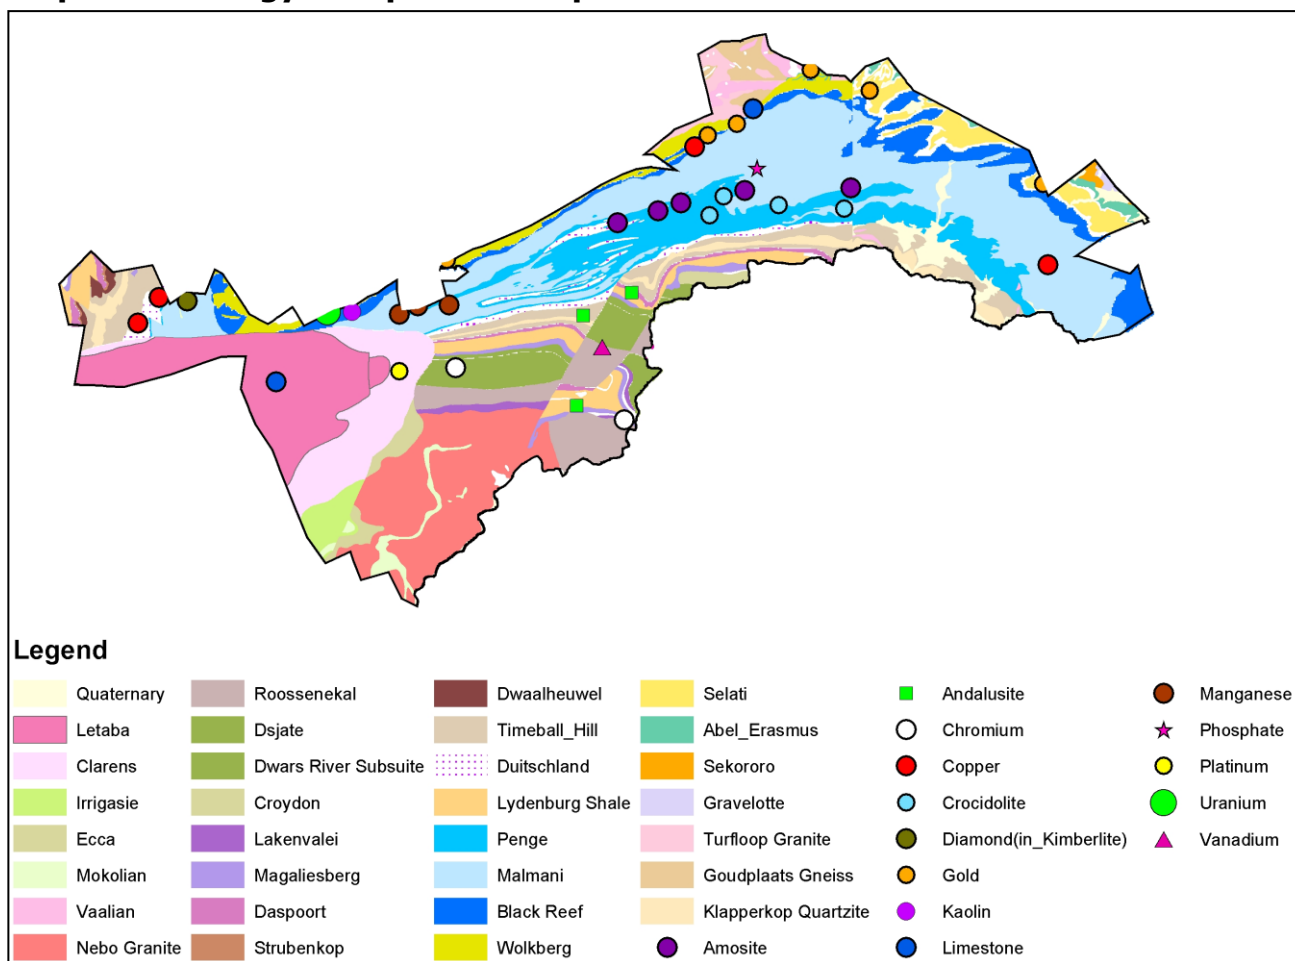 Legend
Quaternary
Letaba
Clarens
Irrigasie
Ecca
Mokolian
Vaalian
Nebo Granite
Roossenekal
Dsjate
Dwars River Subsuite
Croydon
Lakenvalei
Magaliesberg
Daspoort
Strubenkop
Dwaalheuwel
Timeball_Hill
Duitschland
Lydenburg Shale
Penge
Malmani
Black Reef
Wolkberg
Selati
Abel_Erasmus
Sekororo
Gravelotte
Turfloop Granite
Goudplaats Gneiss
Klapperkop Quartzite
Amosite
Andalusite
Chromium
Copper
Crocidolite
Diamond(in_Kimberlite)
Gold
Kaolin
Limestone
Manganese
Phosphate
Platinum
Uranium
Vanadium